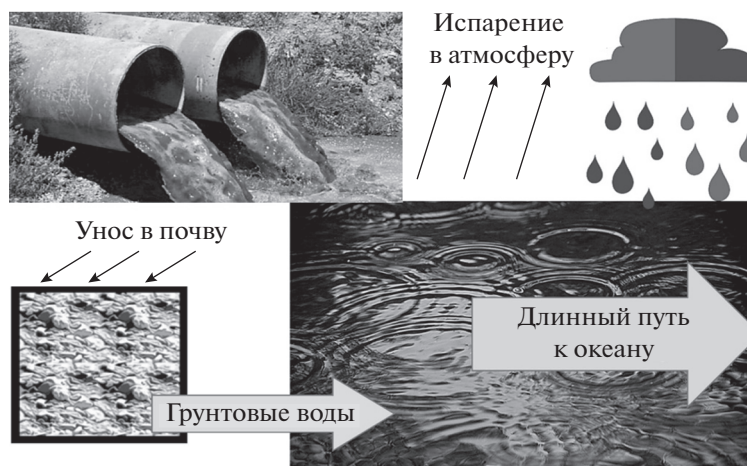 Испарение
в атмосферу
Унос в почву
Длинный путь
к океану
Грунтовые воды